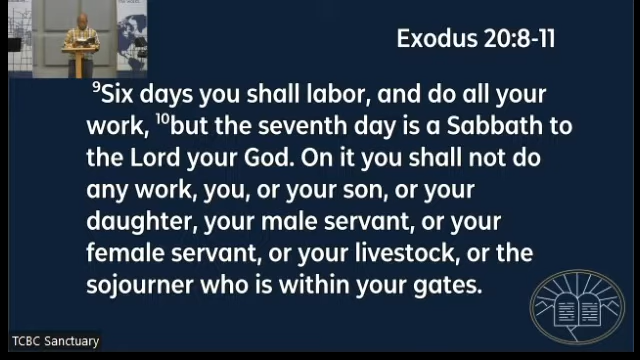 Exodus 20:8-11
⁹Six days you shall labor, and do all your
work, ¹⁰but the seventh day is a Sabbath to
the Lord your God. On it you shall not do
any work, you, or your son, or your
daughter, your male servant, or your
female servant, or your livestock, or the
sojourner who is within your gates.
TCBC Sanctuary